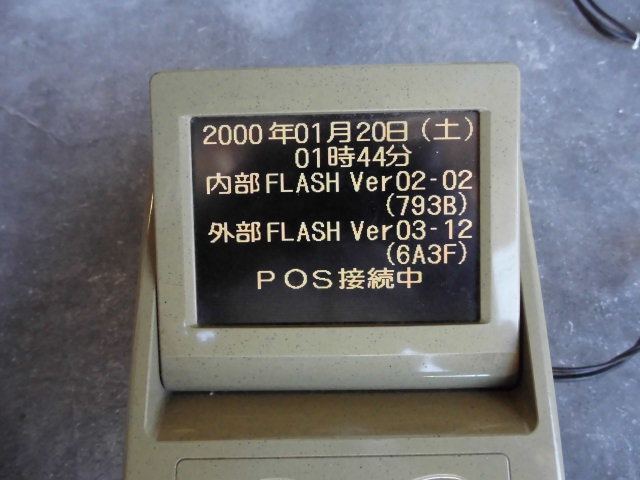 2000年01月20日(土)
01時44分
内部FLASH Ver02-02
(793B)
外部FLASH Ver03-12
(6A3F)
POS接続中